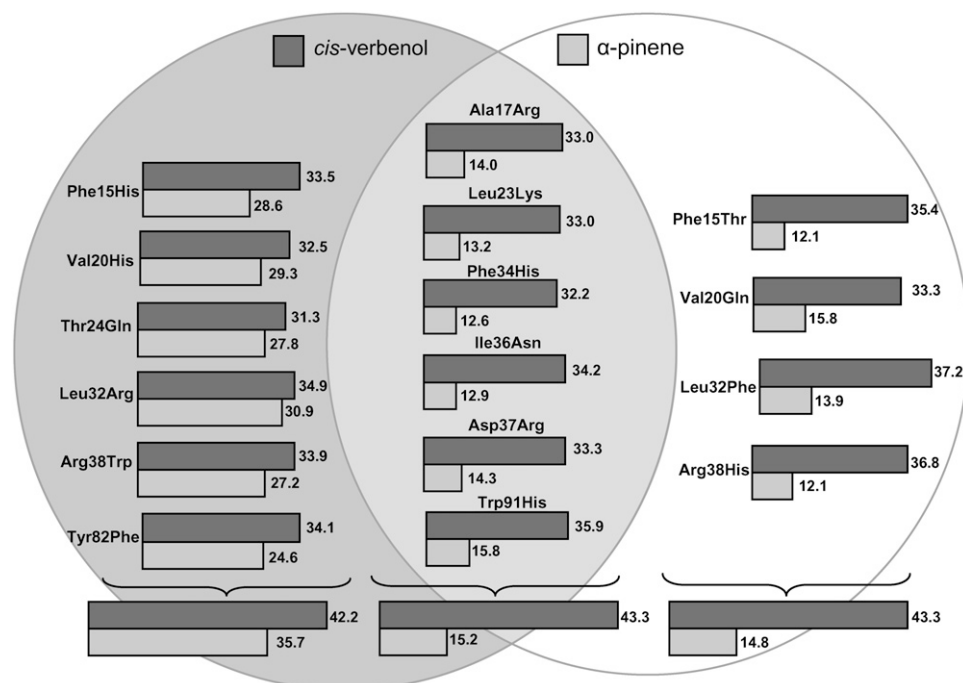 cis-verbenol
α-pinene
Phe15His
33.5
28.6
Val20His
32.5
29.3
Thr24Gln
31.3
27.8
Leu32Arg
34.9
30.9
Arg38Trp
33.9
27.2
Tyr82Phe
34.1
24.6
42.2
35.7
Ala17Arg
33.0
14.0
Leu23Lys
33.0
13.2
Phe34His
32.2
12.6
Ile36Asn
34.2
12.9
Asp37Arg
33.3
14.3
Trp91His
35.9
15.8
43.3
15.2
Phe15Thr
35.4
12.1
Val20Gln
33.3
15.8
Leu32Phe
37.2
13.9
Arg38His
36.8
12.1
43.3
14.8